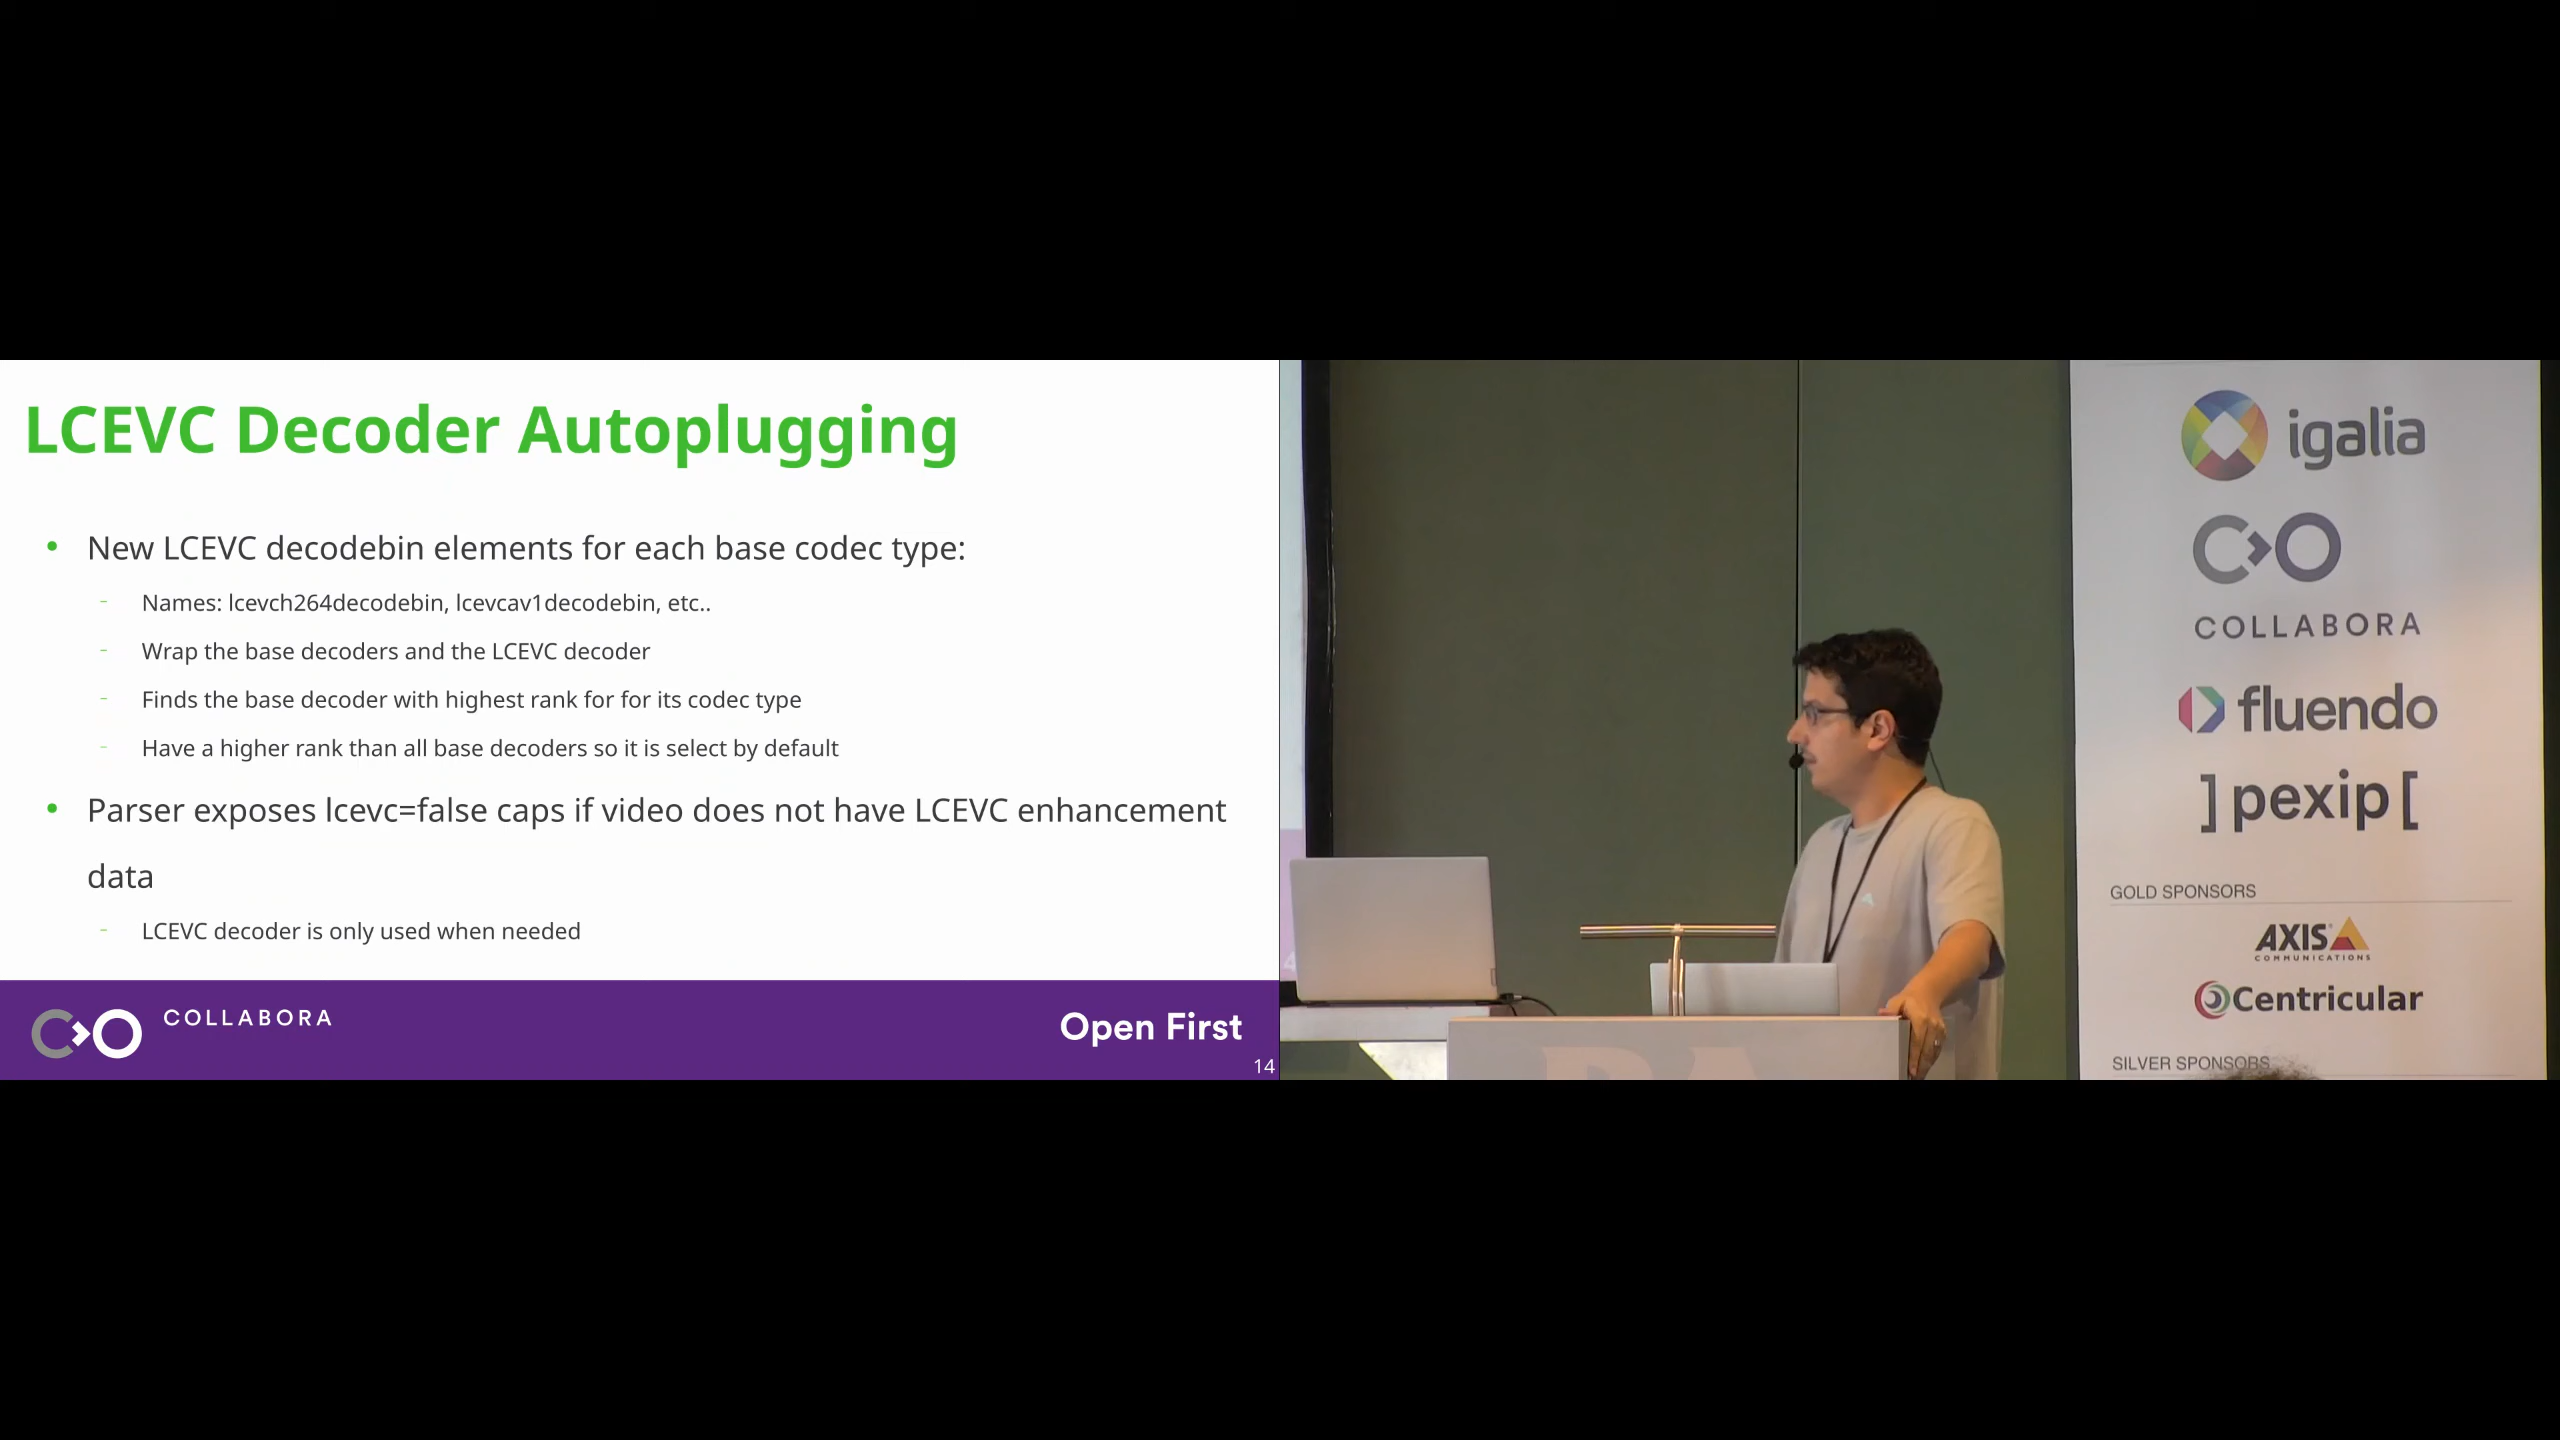 LCEVC Decoder Autoplugging
• New LCEVC decodebin elements for each base codec type:
- Names: lcevch264decodebin, lcevcav1decodebin, etc..
- Wrap the base decoders and the LCEVC decoder
- Finds the base decoder with highest rank for for its codec type
- Have a higher rank than all base decoders so it is select by default
• Parser exposes lcevc=false caps if video does not have LCEVC enhancement
data
- LCEVC decoder is only used when needed
COLLABORA
Open First
14
igalia
COLLABORA
fluendo
]pexip[
GOLD SPONSORS
AXIS
COMMUNICATIONS
Centricular
SILVER SPONSORS